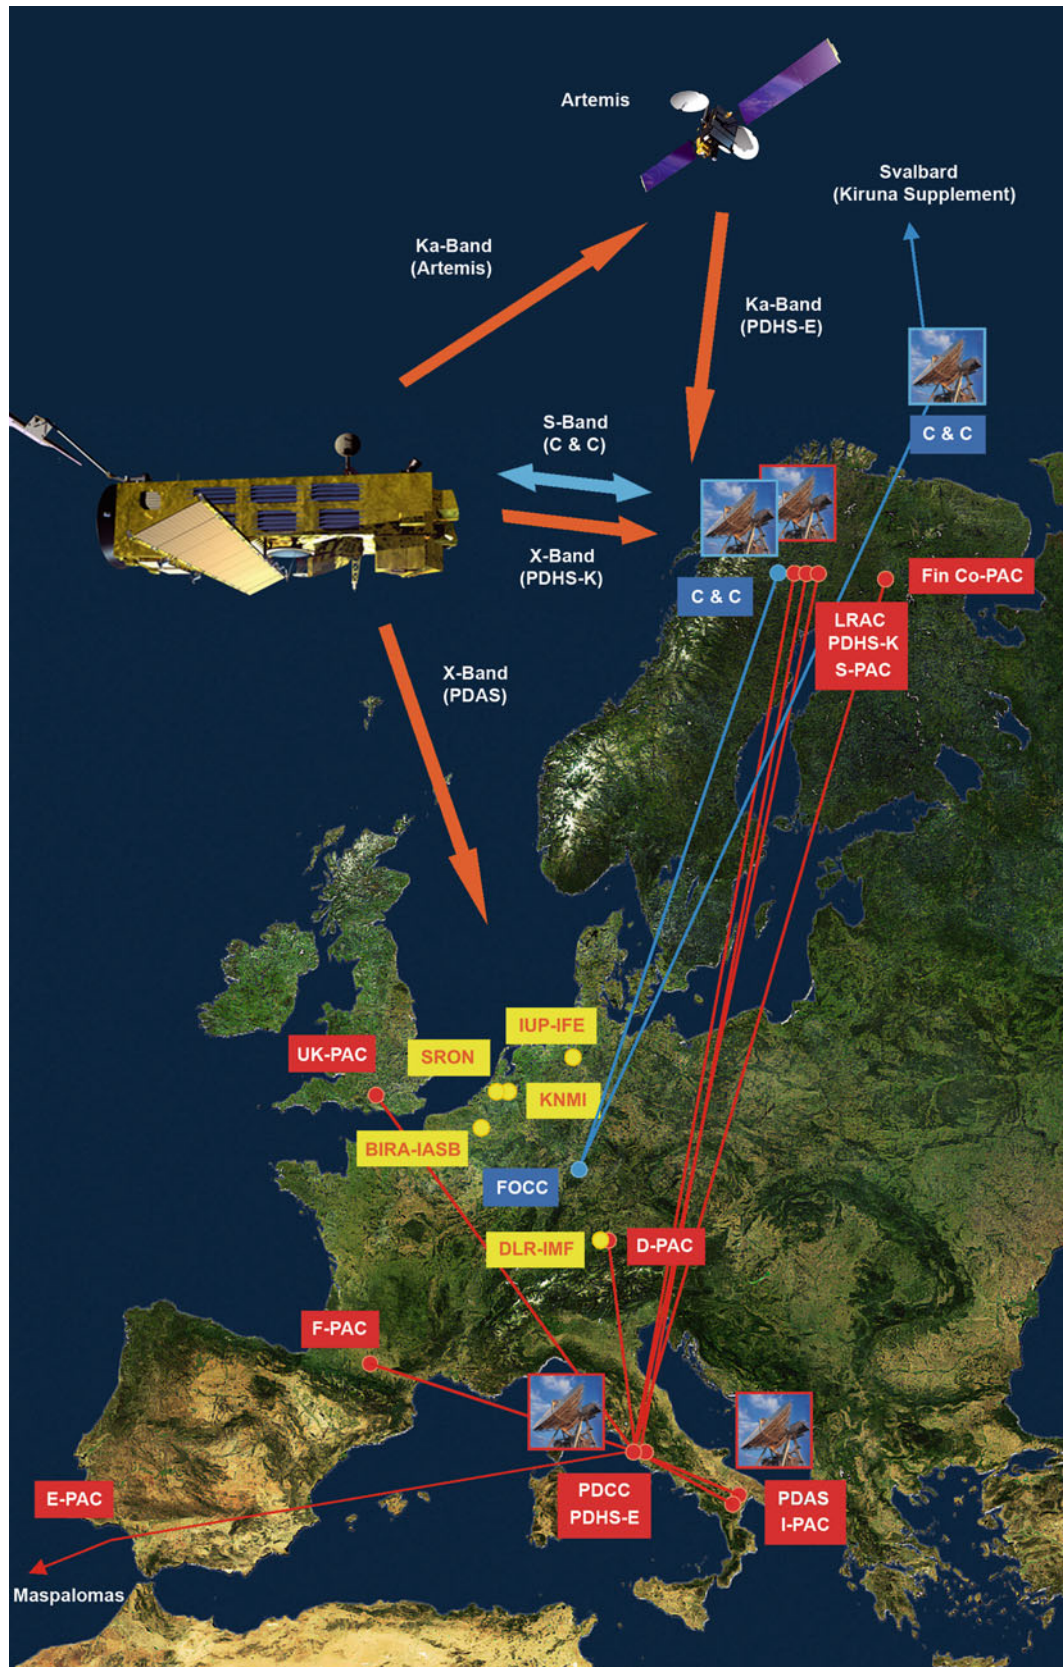 Artemis
Svalbard
(Kiruna Supplement)
Ka-Band
(Artemis)
Ka-Band
(PDHS-E)
S-Band
(C & C)
C & C
X-Band
(PDHS-K)
C & C
Fin Co-PAC
LRAC
PDHS-K
S-PAC
X-Band
(PDAS)
IUP-IFE
UK-PAC
SRON
KNMI
BIRA-IASB
FOCC
DLR-IMF
D-PAC
F-PAC
E-PAC
PDCC
PDHS-E
PDAS
I-PAC
Maspalomas